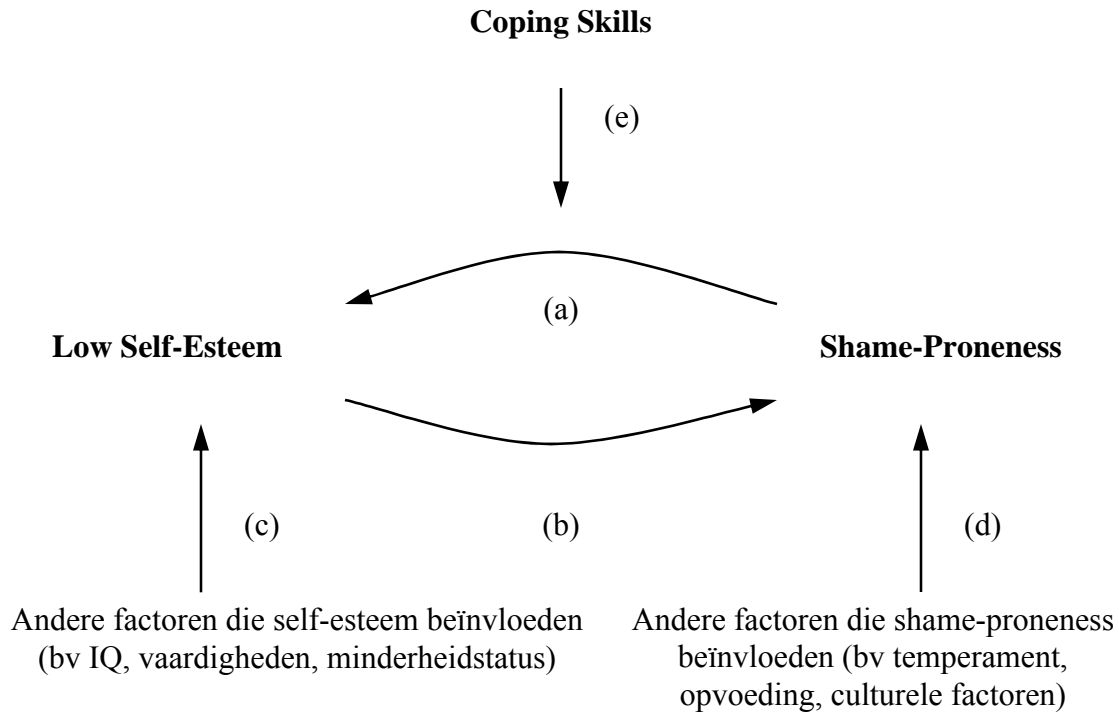 Coping Skills
(e)
(a)
Low Self-Esteem
Shame-Proneness
(c)
(b)
(d)
Andere factoren die self-esteem beïnvloeden
(bv IQ, vaardigheden, minderheidstatus)
Andere factoren die shame-proneness
beïnvloeden (bv temperament,
opvoeding, culturele factoren)